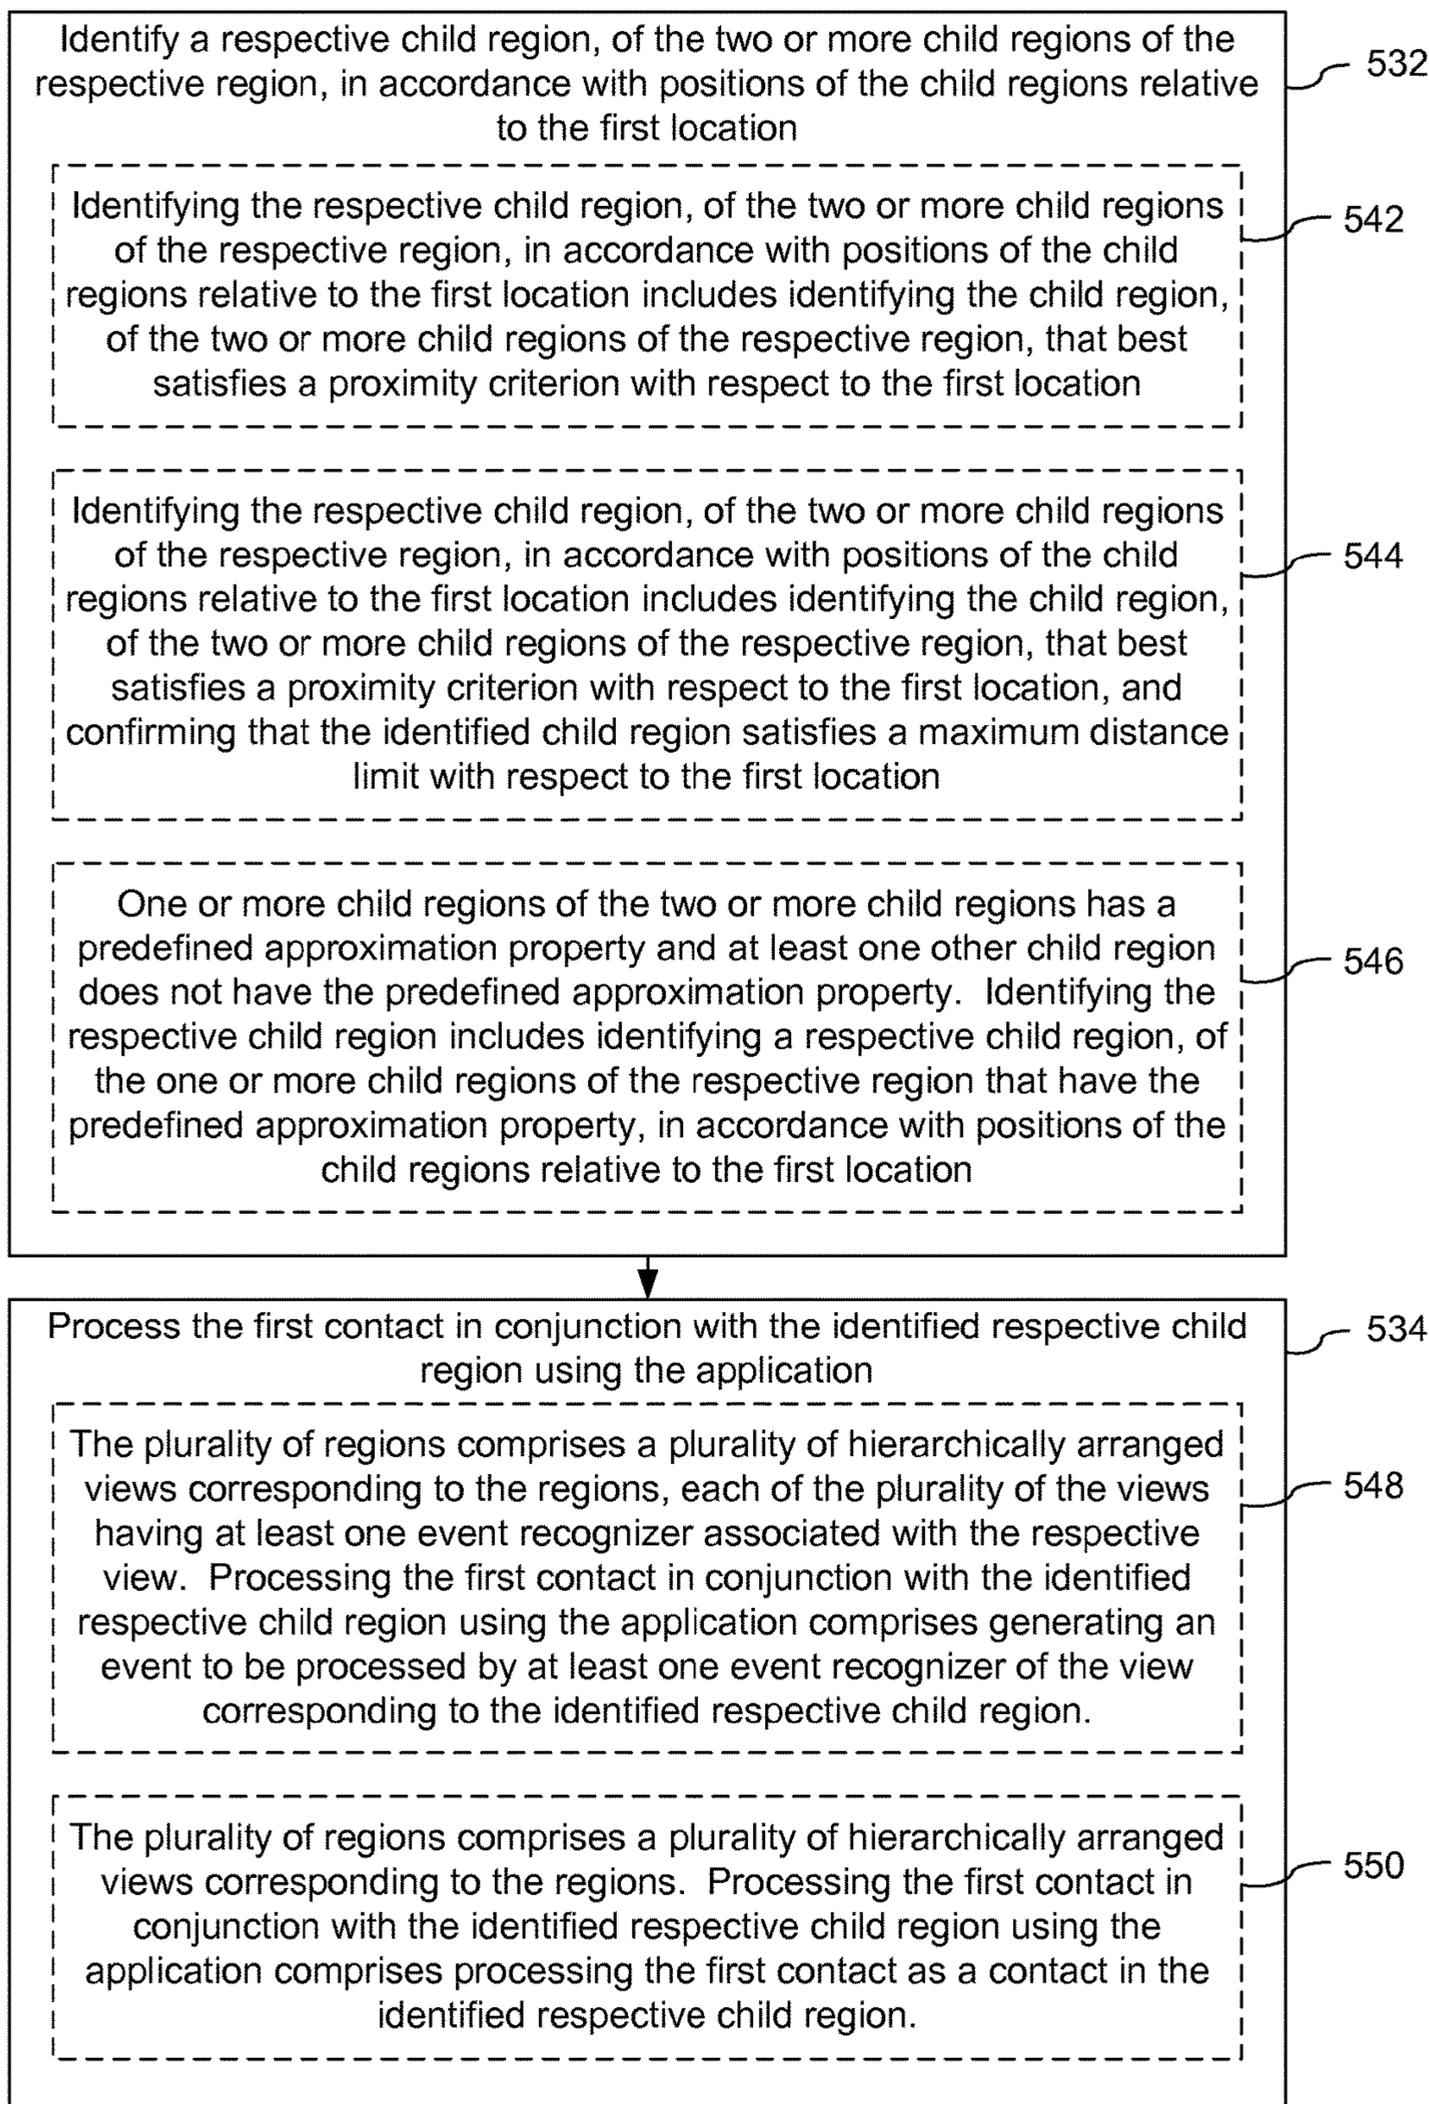 Identify a respective child region, of the two or more child regions of the
respective region, in accordance with positions of the child regions relative
to the first location
532
Identifying the respective child region, of the two or more child regions
of the respective region, in accordance with positions of the child
regions relative to the first location includes identifying the child region,
of the two or more child regions of the respective region, that best
satisfies a proximity criterion with respect to the first location
542
Identifying the respective child region, of the two or more child regions
of the respective region, in accordance with positions of the child
regions relative to the first location includes identifying the child region,
of the two or more child regions of the respective region, that best
satisfies a proximity criterion with respect to the first location, and
confirming that the identified child region satisfies a maximum distance
limit with respect to the first location
544
One or more child regions of the two or more child regions has a
predefined approximation property and at least one other child region
does not have the predefined approximation property.  Identifying the
respective child region includes identifying a respective child region, of
the one or more child regions of the respective region that have the
predefined approximation property, in accordance with positions of the
child regions relative to the first location
546
Process the first contact in conjunction with the identified respective child
region using the application
534
The plurality of regions comprises a plurality of hierarchically arranged
views corresponding to the regions, each of the plurality of the views
having at least one event recognizer associated with the respective
view.  Processing the first contact in conjunction with the identified
respective child region using the application comprises generating an
event to be processed by at least one event recognizer of the view
corresponding to the identified respective child region.
548
The plurality of regions comprises a plurality of hierarchically arranged
views corresponding to the regions.  Processing the first contact in
conjunction with the identified respective child region using the
application comprises processing the first contact as a contact in the
identified respective child region.
550